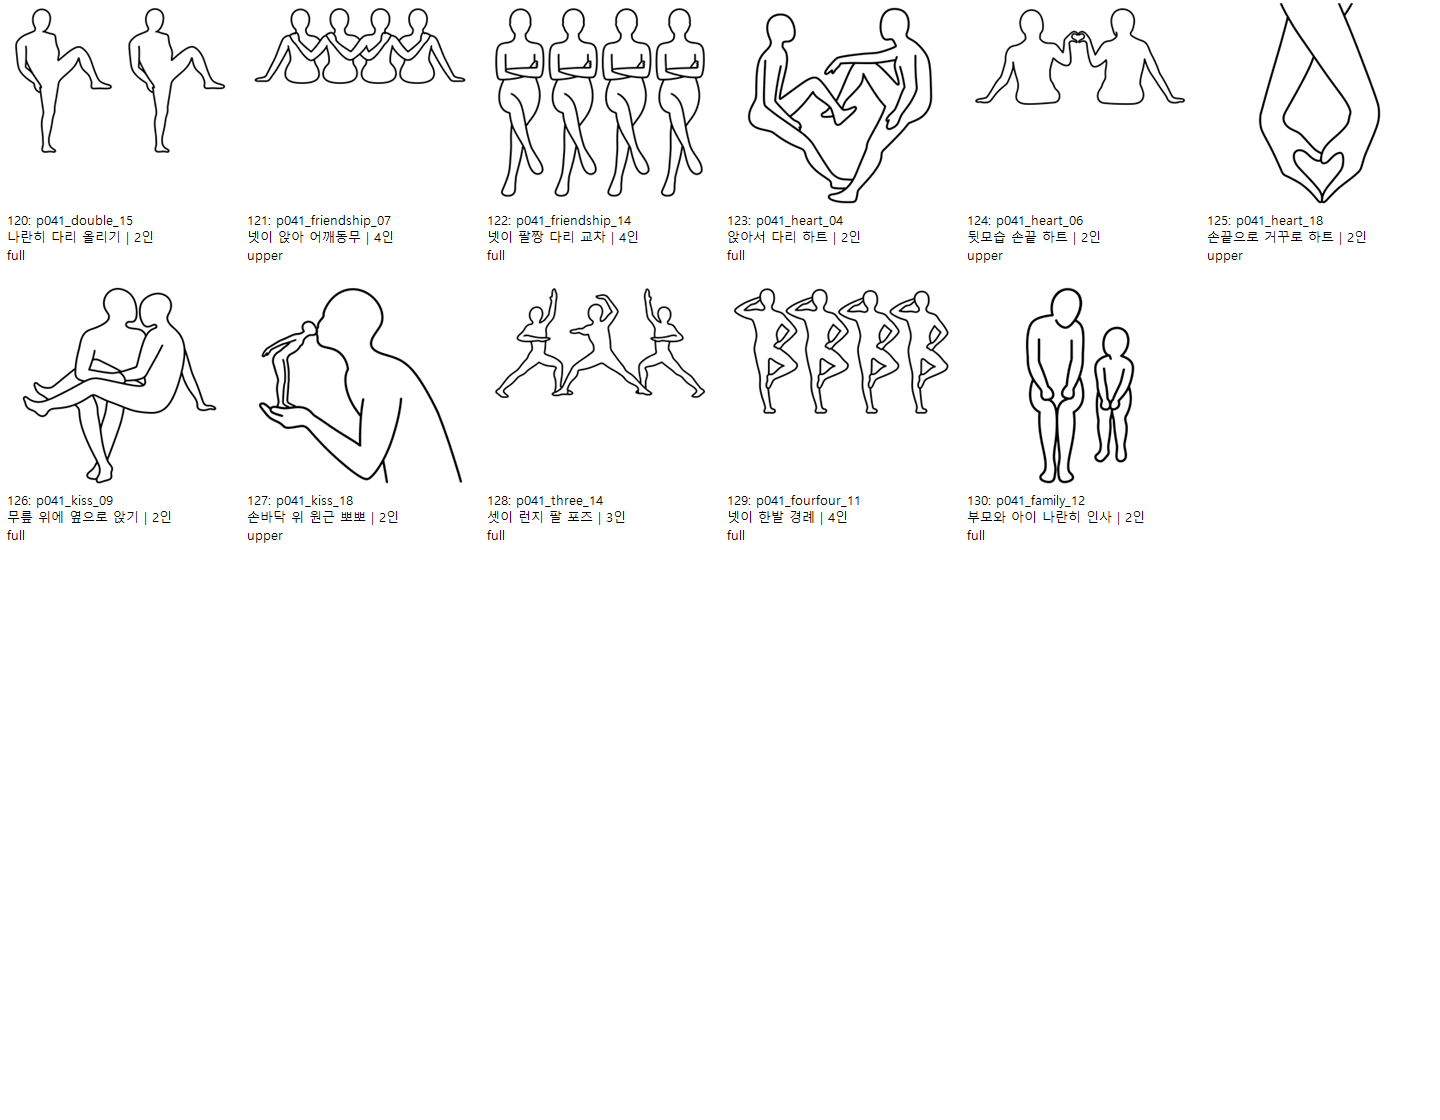 120: p041_double_15
나란히 다리 올리기 | 2인
full
121: p041_friendship_07
넷이 앉아 어깨동무 | 4인
upper
122: p041_friendship_14
넷이 팔짱 다리 교차 | 4인
full
123: p041_heart_04
앉아서 다리 하트 | 2인
full
124: p041_heart_06
뒷모습 손끝 하트 | 2인
upper
125: p041_heart_18
손끝으로 거꾸로 하트 | 2인
upper
126: p041_kiss_09
무릎 위에 옆으로 앉기 | 2인
full
127: p041_kiss_18
손바닥 위 원근 뽀뽀 | 2인
upper
128: p041_three_14
셋이 런지 팔 포즈 | 3인
full
129: p041_fourfour_11
넷이 한발 경례 | 4인
full
130: p041_family_12
부모와 아이 나란히 인사 | 2인
full